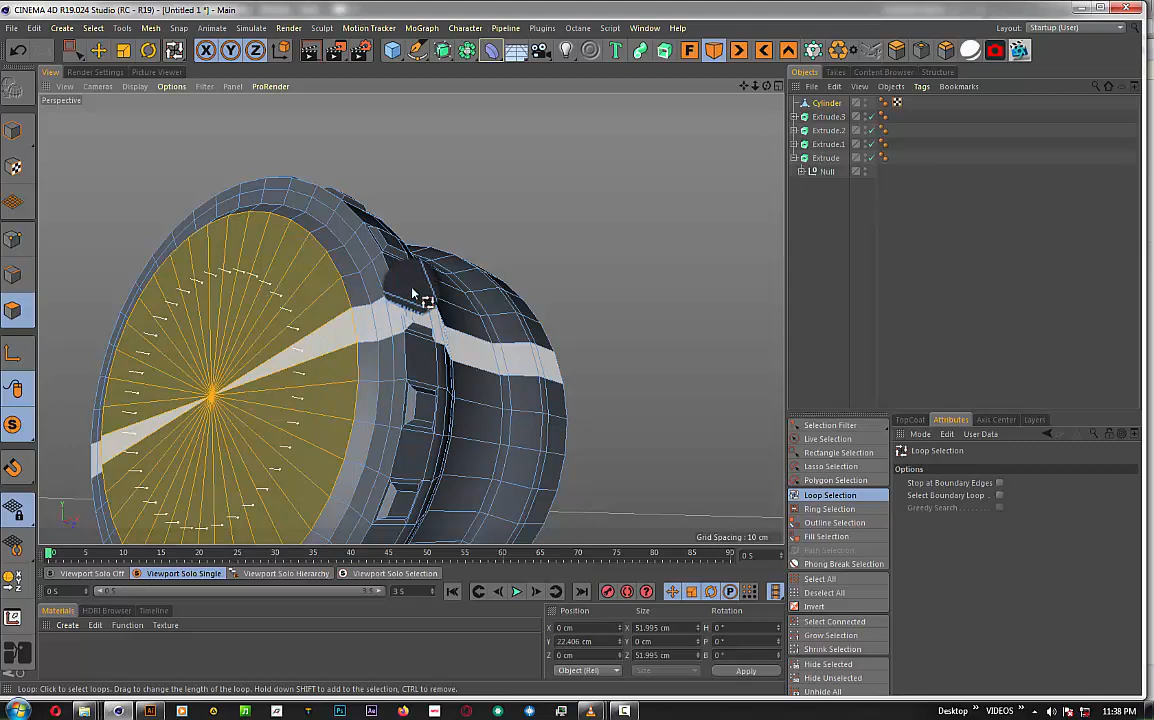 CINEMA 4D R19.024 Studio (RC - R19) - [Untitled 1 *] - Main
File Edit Create Select Tools Mesh Snap Animate Simulate Render Sculpt Motion Tracker MoGraph Character Pipeline Plugins Octane Script Window Help
Layout: Startup (User)
View Render Settings Picture Viewer
View Cameras Display Options Filter Panel ProRender
Perspective
Grid Spacing : 10 cm
Objects Takes Content Browser Structure
File Edit View Objects Tags Bookmarks
Cylinder
Extrude.3
Extrude.2
Extrude.1
Extrude
Null
Selection Filter
Live Selection
Rectangle Selection
Lasso Selection
Polygon Selection
Loop Selection
Ring Selection
Outline Selection
Fill Selection
Path Selection
Phong Break Selection
Select All
Deselect All
Invert
Select Connected
Grow Selection
Shrink Selection
Hide Selected
Hide Unselected
Unhide All
TopCoat Attributes Axis Center Layers
Mode Edit User Data
Loop Selection
Options
Stop at Boundary Edges
Select Boundary Loop
Greedy Search
0 5 10 15 20 25 30 35 40 45 50 55 60 65 70 75 80 85 90 0 S
Viewport Solo Off Viewport Solo Single Viewport Solo Hierarchy Viewport Solo Selection
0 S 0 S 3 S 3 S
Materials HDRI Browser Timeline
Create Edit Function Texture
Position Size Rotation
X 0 cm X 51.995 cm H 0 °
Y 22.406 cm Y 0 cm P 0 °
Z 0 cm Z 51.995 cm B 0 °
Object (Rel) Size Apply
Loop: Click to select loops. Drag to change the length of the loop. Hold down SHIFT to add to the selection, CTRL to remove.
Desktop » VIDEOS » 11:38 PM